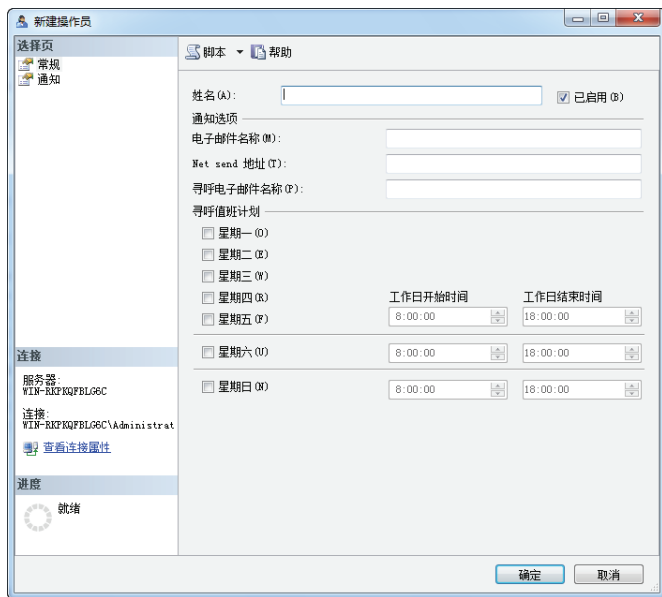 新建操作员
选择页
常规
通知
脚本 帮助
姓名(A):
已启用(B)
通知选项
电子邮件名称(M):
Net send 地址(T):
寻呼电子邮件名称(P):
寻呼值班计划
星期一(O)
星期二(E)
星期三(W)
星期四(R) 工作日开始时间 工作日结束时间
星期五(F) 8:00:00 18:00:00
星期六(U) 8:00:00 18:00:00
星期日(N) 8:00:00 18:00:00
连接
服务器:
WIN-RKPKQFBLG6C
连接:
WIN-RKPKQFBLG6C\Administrat
查看连接属性
进度
就绪
确定 取消